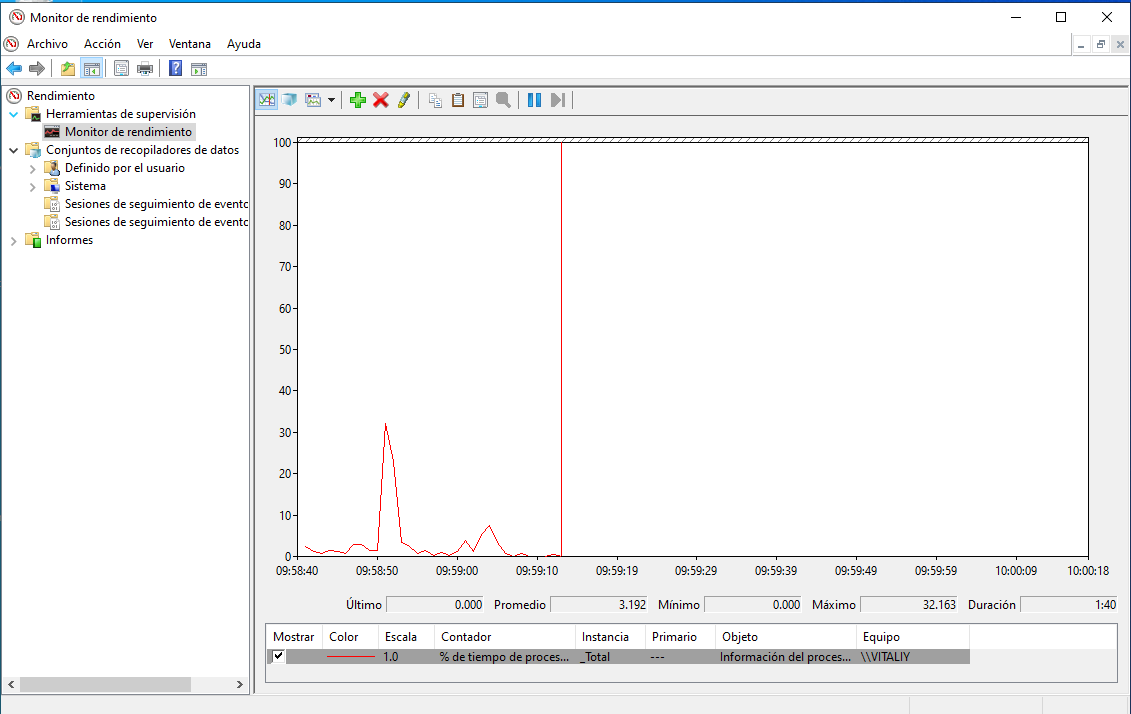 Monitor de rendimiento
Archivo Acción Ver Ventana Ayuda
Rendimiento
Herramientas de supervisión
Monitor de rendimiento
Conjuntos de recopiladores de datos
Definido por el usuario
Sistema
Sesiones de seguimiento de evento
Sesiones de seguimiento de evento
Informes
100
90
80
70
60
50
40
30
20
10
0
09:58:40 09:58:50 09:59:00 09:59:10 09:59:19 09:59:29 09:59:39 09:59:49 09:59:59 10:00:09 10:00:18
Último 0.000 Promedio 3.192 Mínimo 0.000 Máximo 32.163 Duración 1:40
Mostrar Color Escala Contador Instancia Primario Objeto Equipo
1.0 % de tiempo de proces... _Total --- Información del proces... \\VITALIY